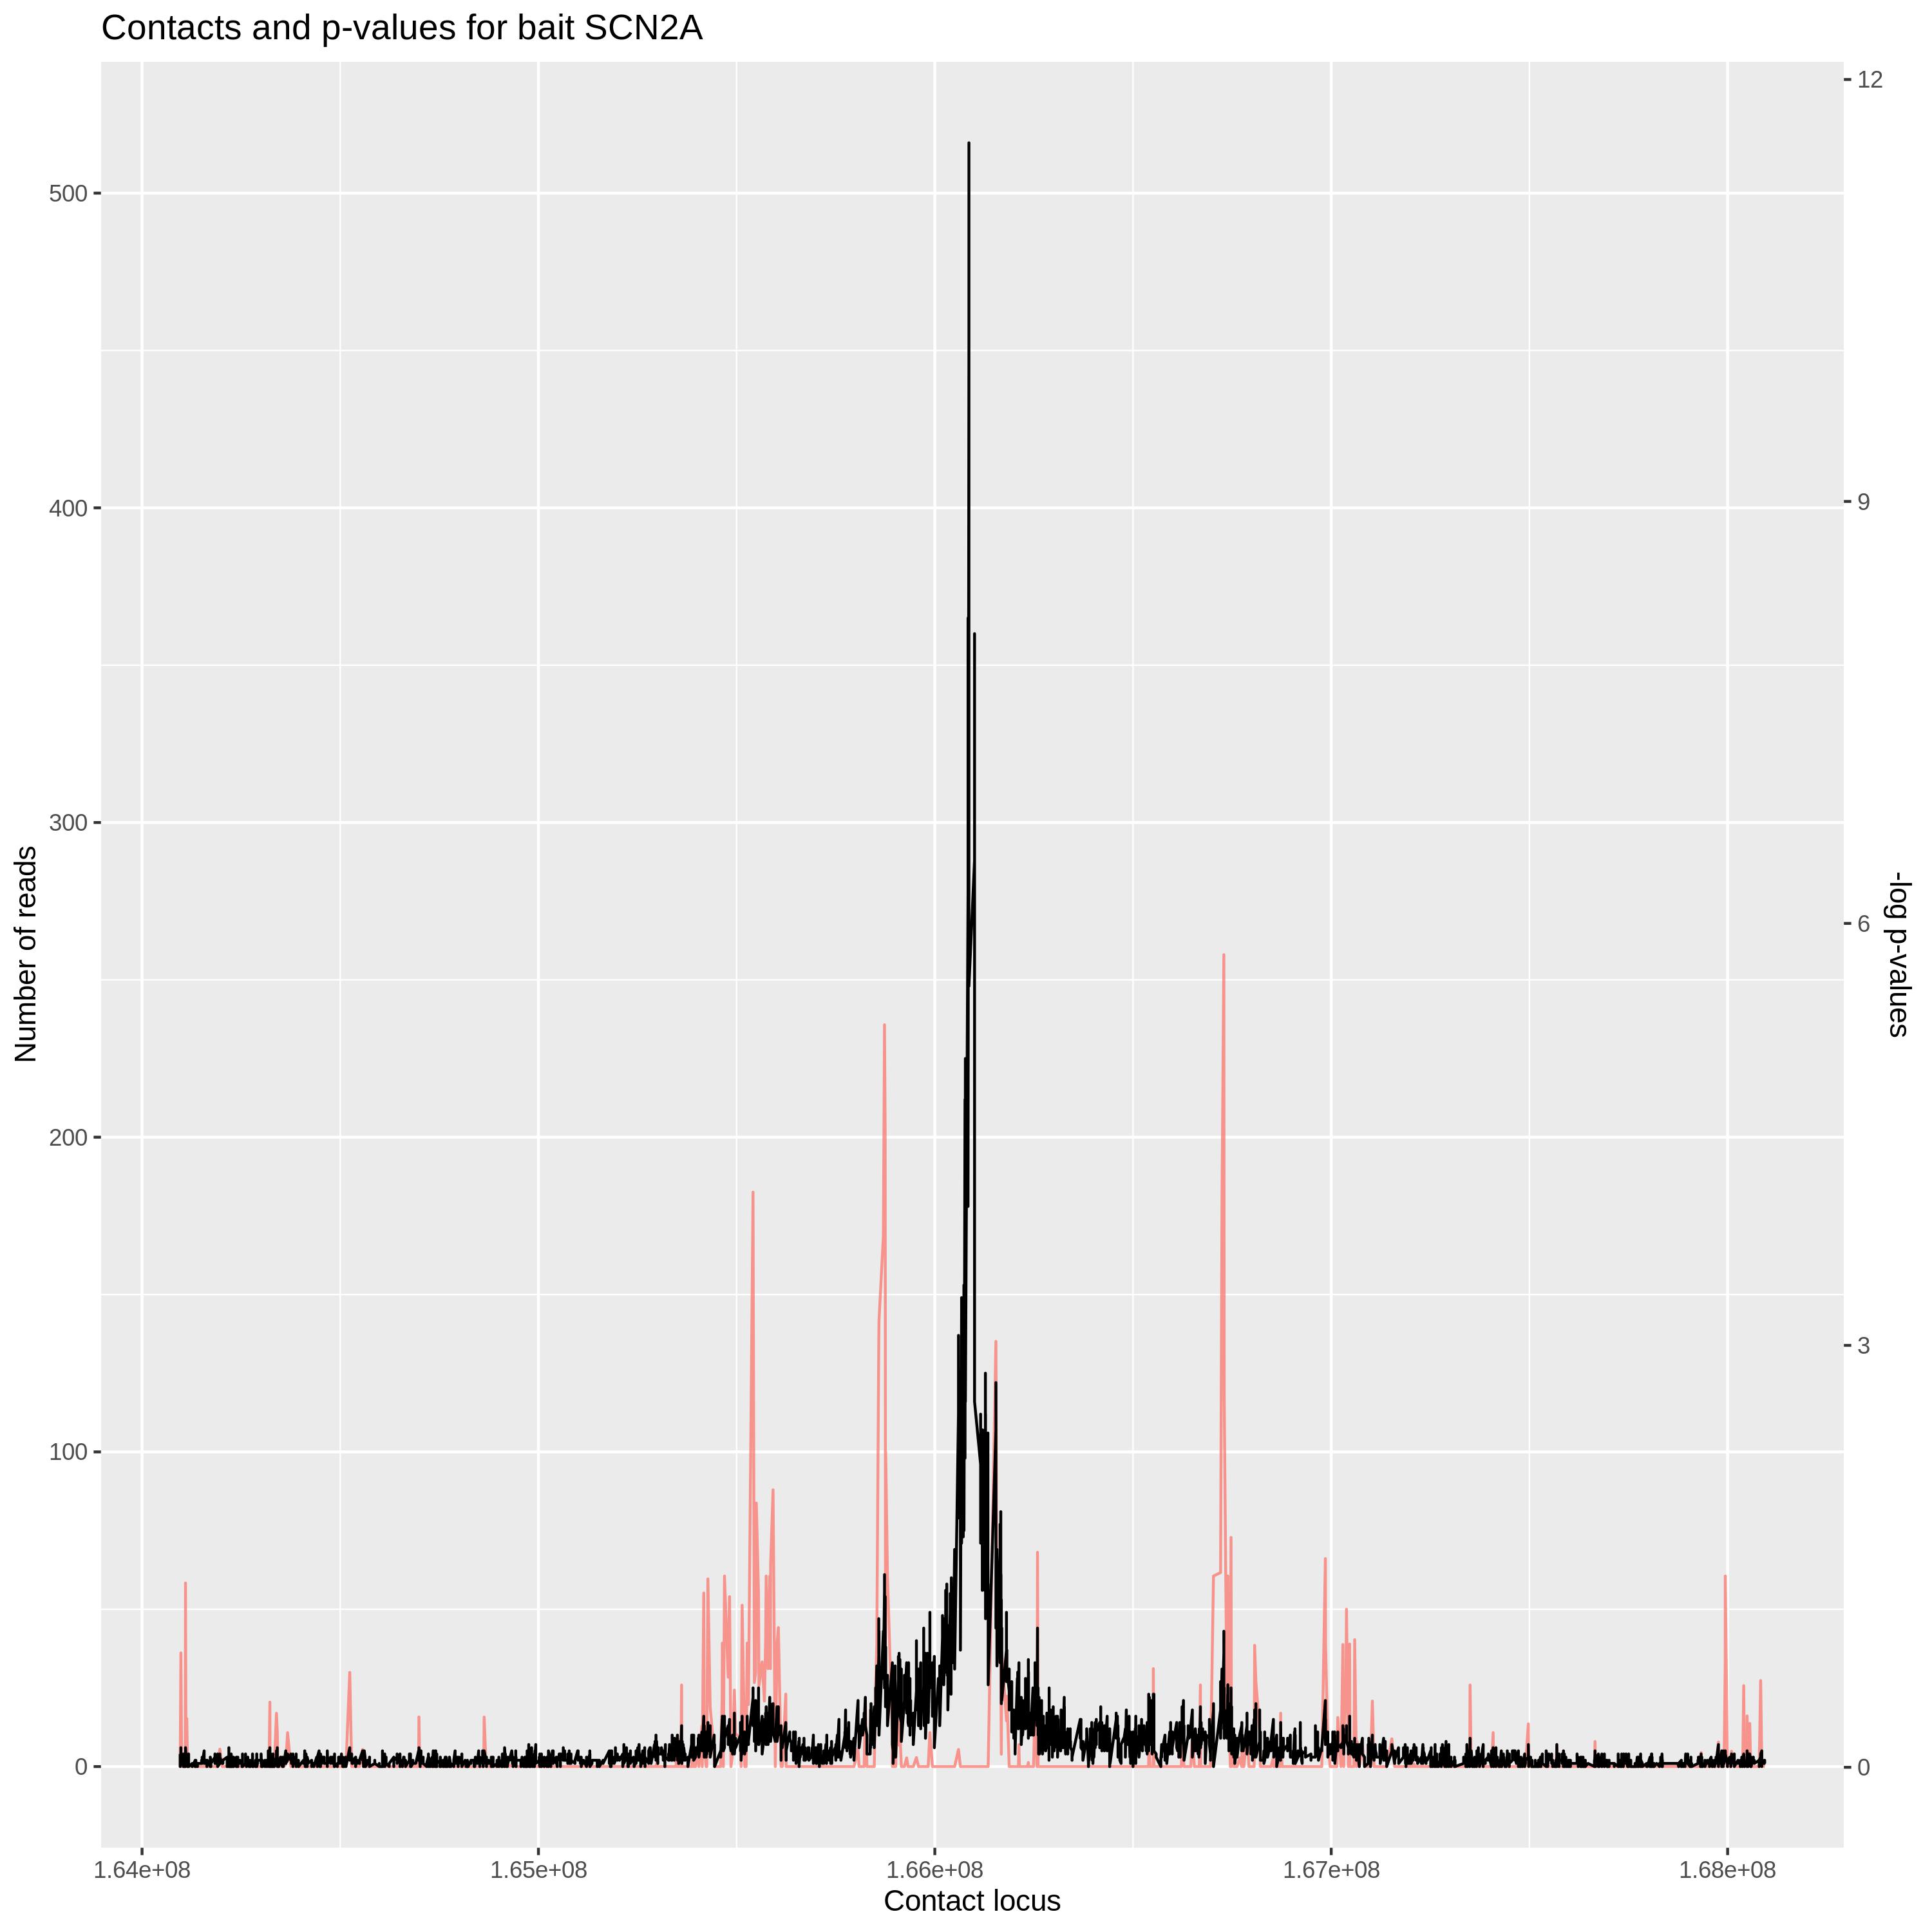 Contacts and p-values for bait SCN2A
Number of reads
500
400
300
200
100
0
12
9
6
3
0
-log p-values
1.64e+08
1.65e+08
1.66e+08
1.67e+08
1.68e+08
Contact locus